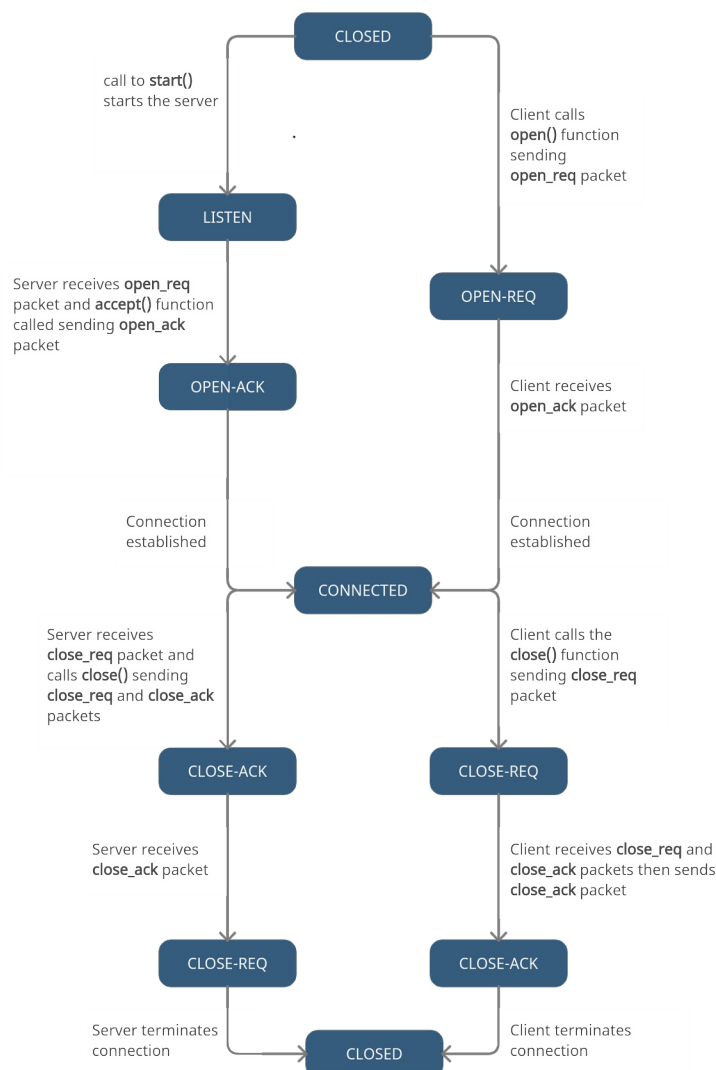 CLOSED
call to start()
starts the server
Client calls
open() function
sending
open_req packet
LISTEN
Server receives open_req
packet and accept() function
called sending open_ack
packet
OPEN-REQ
OPEN-ACK
Client receives
open_ack packet
Connection
established
Connection
established
CONNECTED
Server receives
close_req packet and
calls close() sending
close_req and close_ack
packets
Client calls the
close() function
sending close_req
packet
CLOSE-ACK
CLOSE-REQ
Server receives
close_ack packet
Client receives close_req and
close_ack packets then sends
close_ack packet
CLOSE-REQ
CLOSE-ACK
Server terminates
connection
Client terminates
connection
CLOSED